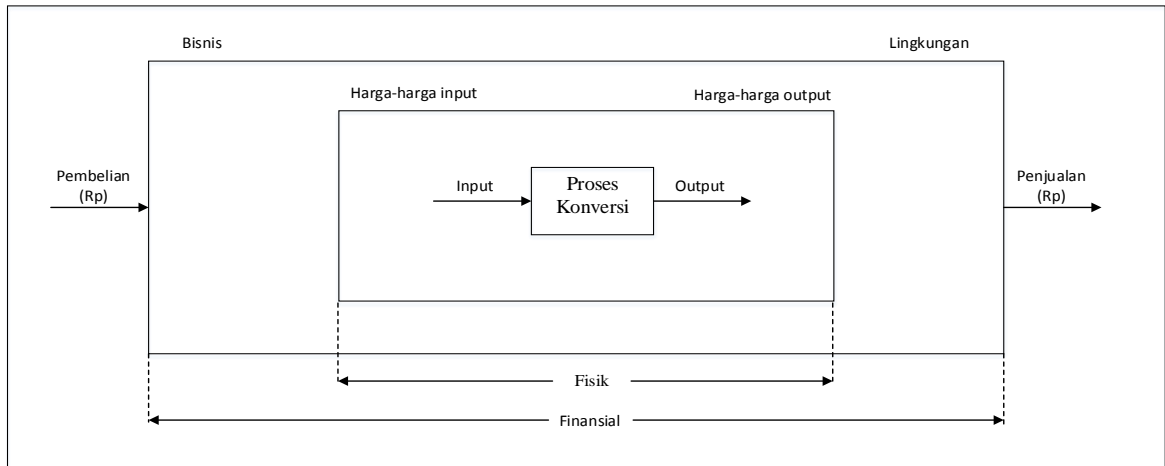 Bisnis
Lingkungan
Harga-harga input
Harga-harga output
Pembelian
(Rp)
Input
Proses
Konversi
Output
Penjualan
(Rp)
Fisik
Finansial